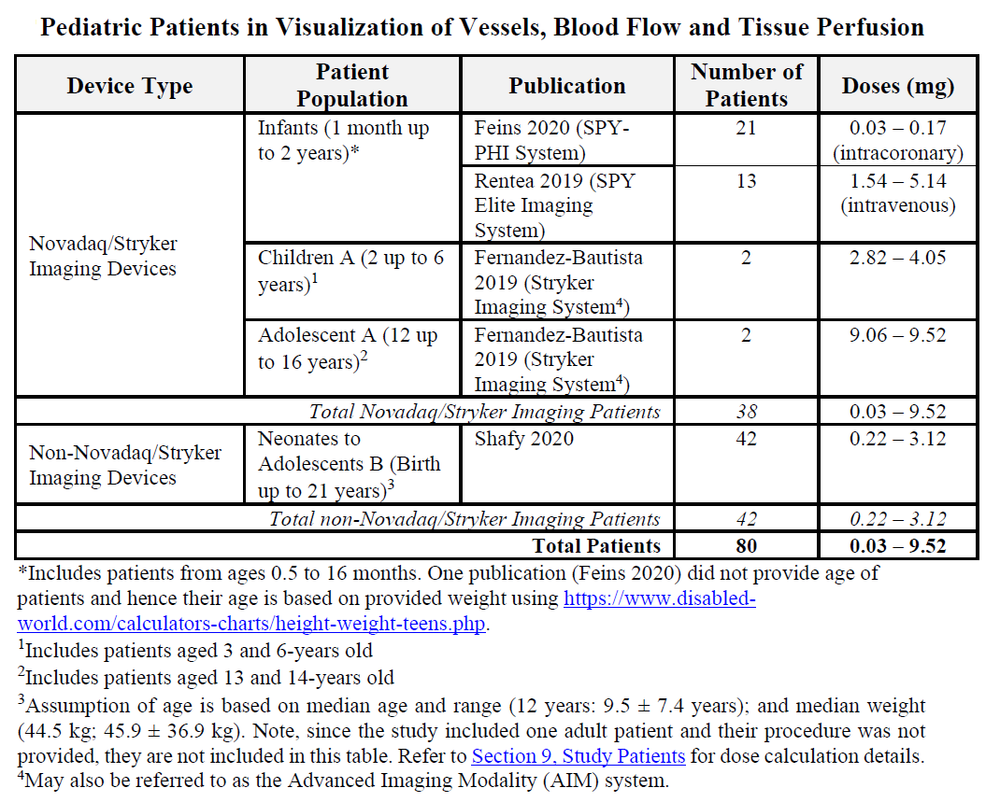 Pediatric Patients in Visualization of Vessels, Blood Flow and Tissue Perfusion
Device Type
Patient
Population
Publication
Number of
Patients
Doses (mg)
Novadaq/Stryker
Imaging Devices
Infants (1 month up
to 2 years)*
Feins 2020 (SPY-
PHI System)
21
0.03 – 0.17
(intracoronary)
Rentea 2019 (SPY
Elite Imaging
System)
13
1.54 – 5.14
(intravenous)
Children A (2 up to 6
years)1
Fernandez-Bautista
2019 (Stryker
Imaging System4)
2
2.82 – 4.05
Adolescent A (12 up
to 16 years)2
Fernandez-Bautista
2019 (Stryker
Imaging System4)
2
9.06 – 9.52
Total Novadaq/Stryker Imaging Patients
38
0.03 – 9.52
Non-Novadaq/Stryker
Imaging Devices
Neonates to
Adolescents B (Birth
up to 21 years)3
Shafy 2020
42
0.22 – 3.12
Total non-Novadaq/Stryker Imaging Patients
42
0.22 – 3.12
Total Patients
80
0.03 – 9.52
*Includes patients from ages 0.5 to 16 months. One publication (Feins 2020) did not provide age of
patients and hence their age is based on provided weight using https://www.disabled-
world.com/calculators-charts/height-weight-teens.php.
1Includes patients aged 3 and 6-years old
2Includes patients aged 13 and 14-years old
3Assumption of age is based on median age and range (12 years: 9.5 ± 7.4 years); and median weight
(44.5 kg; 45.9 ± 36.9 kg). Note, since the study included one adult patient and their procedure was not
provided, they are not included in this table. Refer to Section 9, Study Patients for dose calculation details.
4May also be referred to as the Advanced Imaging Modality (AIM) system.